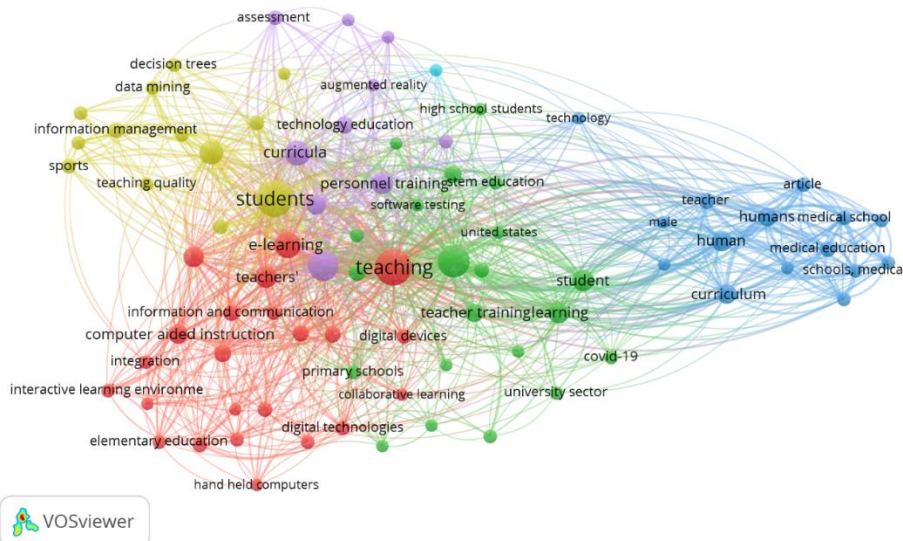 assessment
decision trees
data mining
augmented reality
high school students
technology
information management
technology education
curricula
sports
teaching quality
personnel training
stem education
article
students
software testing
teacher
male
humans
medical school
united states
human
e-learning
medical education
teaching
teachers'
schools, medica
student
curriculum
information and communication
teacher training
learning
computer aided instruction
digital devices
integration
covid-19
primary schools
interactive learning environme
collaborative learning
university sector
digital technologies
elementary education
hand held computers
VOSviewer